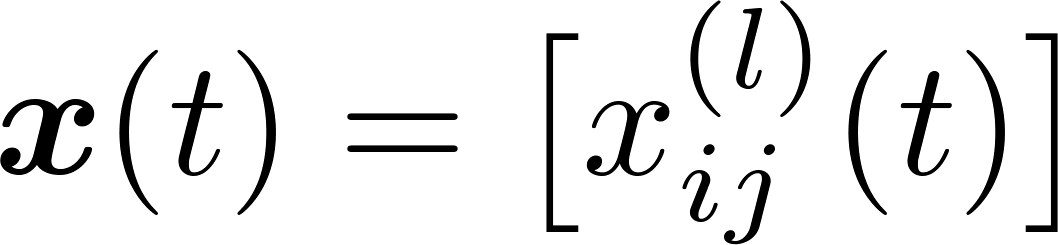 𝒙(t) = [x_{ij}^{(l)}(t)]